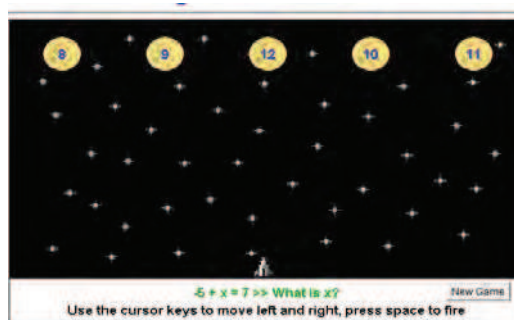 8 9 12 10 11
-5 + x = 7 >> What is x?
New Game
Use the cursor keys to move left and right, press space to fire